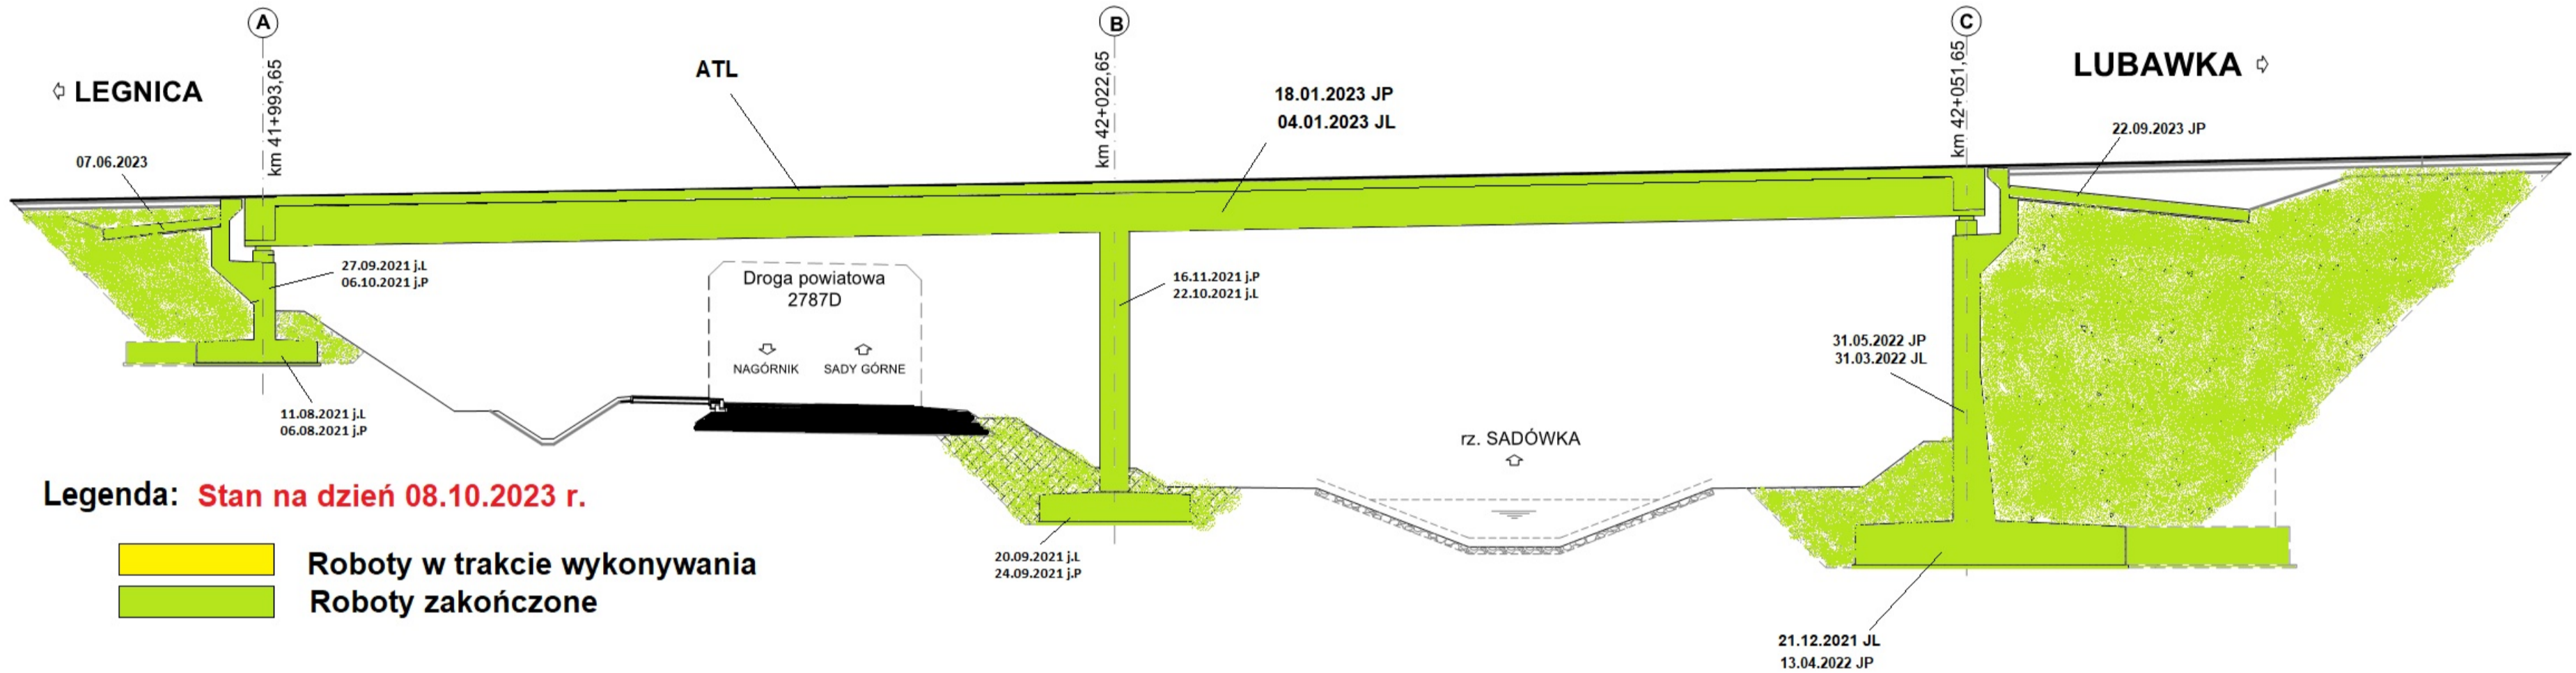 A
B
C
km 41+993,65
km 42+022,65
km 42+051,65
LEGNICA
ATL
LUBAWKA
18.01.2023 JP
04.01.2023 JL
22.09.2023 JP
07.06.2023
27.09.2021 j.L
06.10.2021 j.P
Droga powiatowa
2787D
NAGÓRNIK
SADY GÓRNE
16.11.2021 j.P
22.10.2021 j.L
31.05.2022 JP
31.03.2022 JL
11.08.2021 j.L
06.08.2021 j.P
rz. SADÓWKA
20.09.2021 j.L
24.09.2021 j.P
21.12.2021 JL
13.04.2022 JP
Legenda: Stan na dzień 08.10.2023 r.
Roboty w trakcie wykonywania
Roboty zakończone